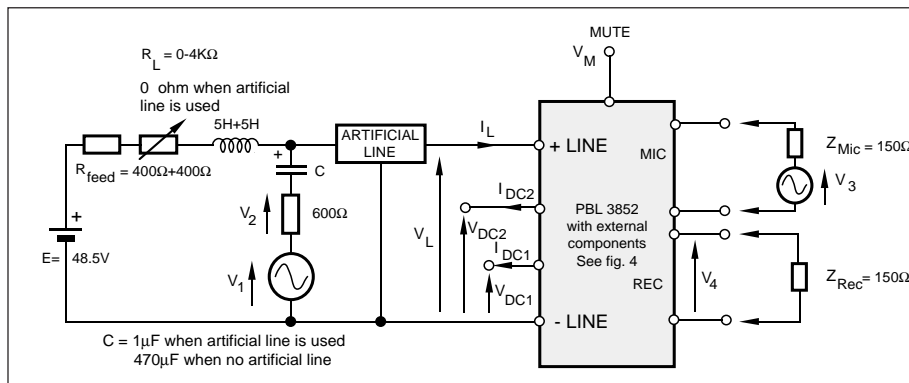 MUTE
V_M
R_L = 0-4KΩ
0 ohm when artificial
line is used
5H+5H
ARTIFICIAL
LINE
I_L
+ LINE
MIC
Z_Mic = 150Ω
R_feed = 400Ω+400Ω
+
C
I_DC2
PBL 3852
with external
components
See fig. 4
V_3
V_2
600Ω
V_L
V_DC2
I_DC1
+
E= 48.5V
V_1
V_DC1
REC
V_4
Z_Rec = 150Ω
- LINE
C = 1µF when artificial line is used
470µF when no artificial line